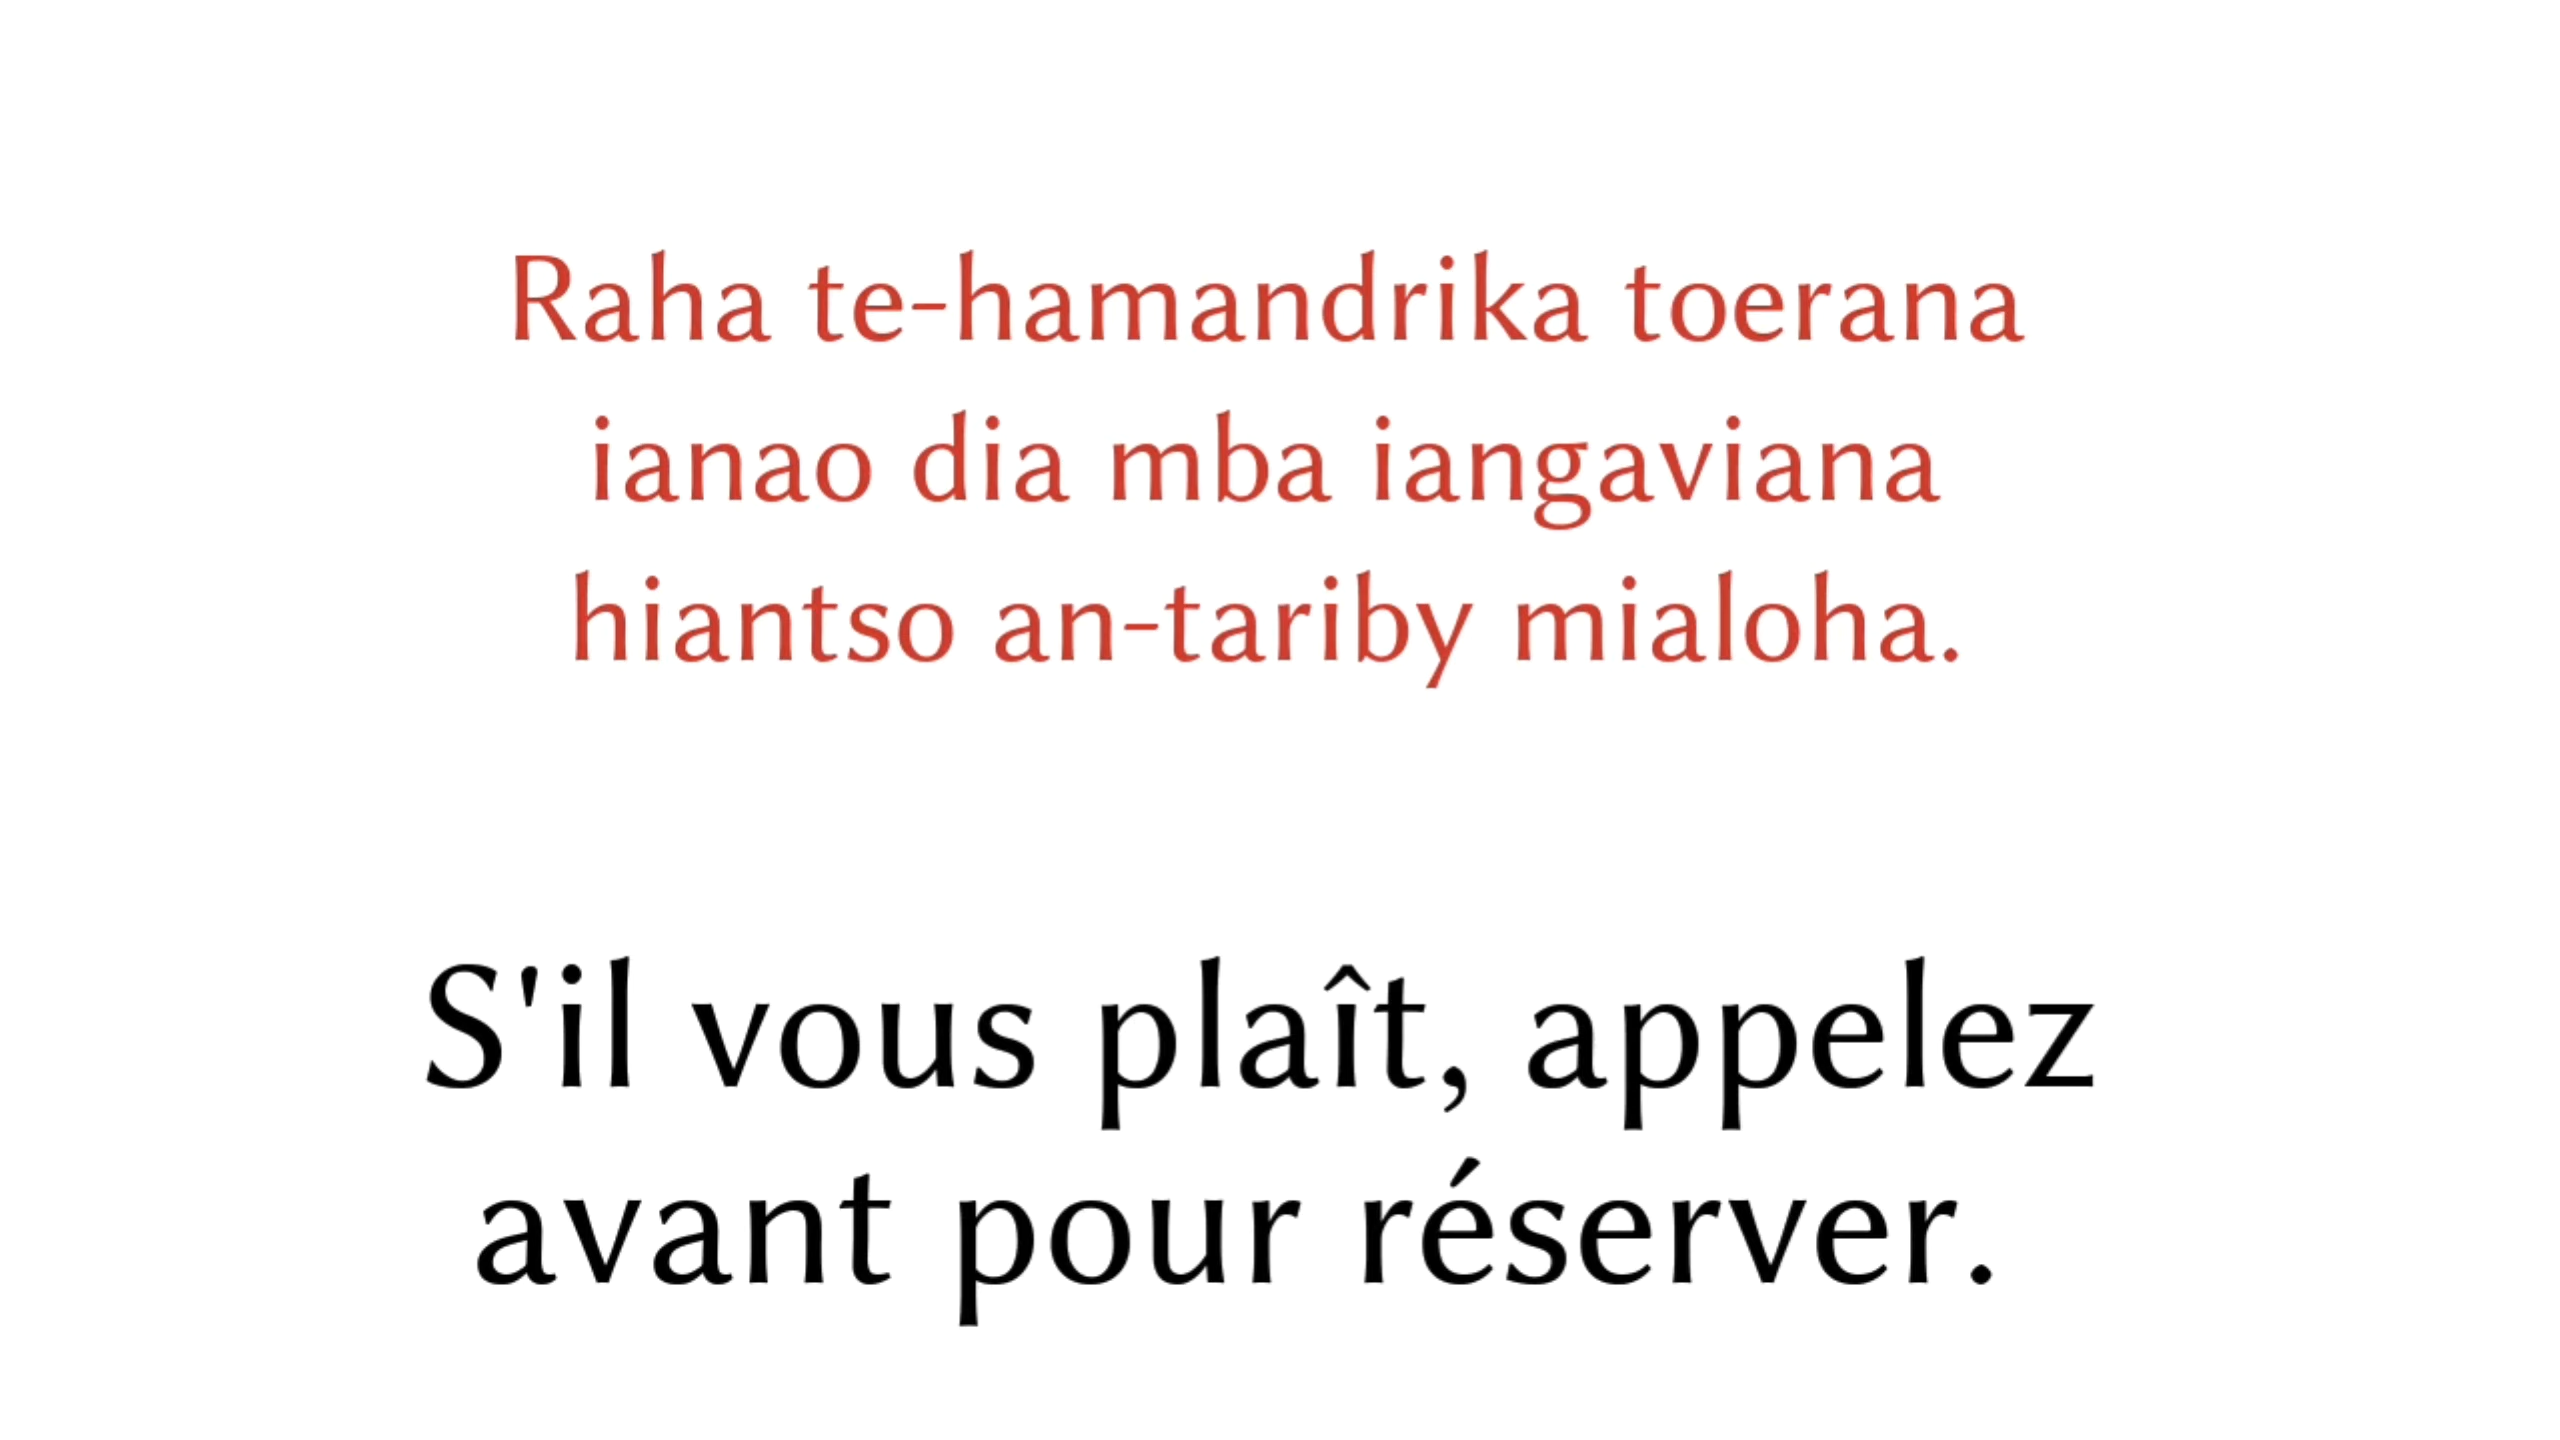 Raha te-hamandrika toerana
ianao dia mba iangaviana
hiantso an-tariby mialoha.
S'il vous plaît, appelez
avant pour réserver.